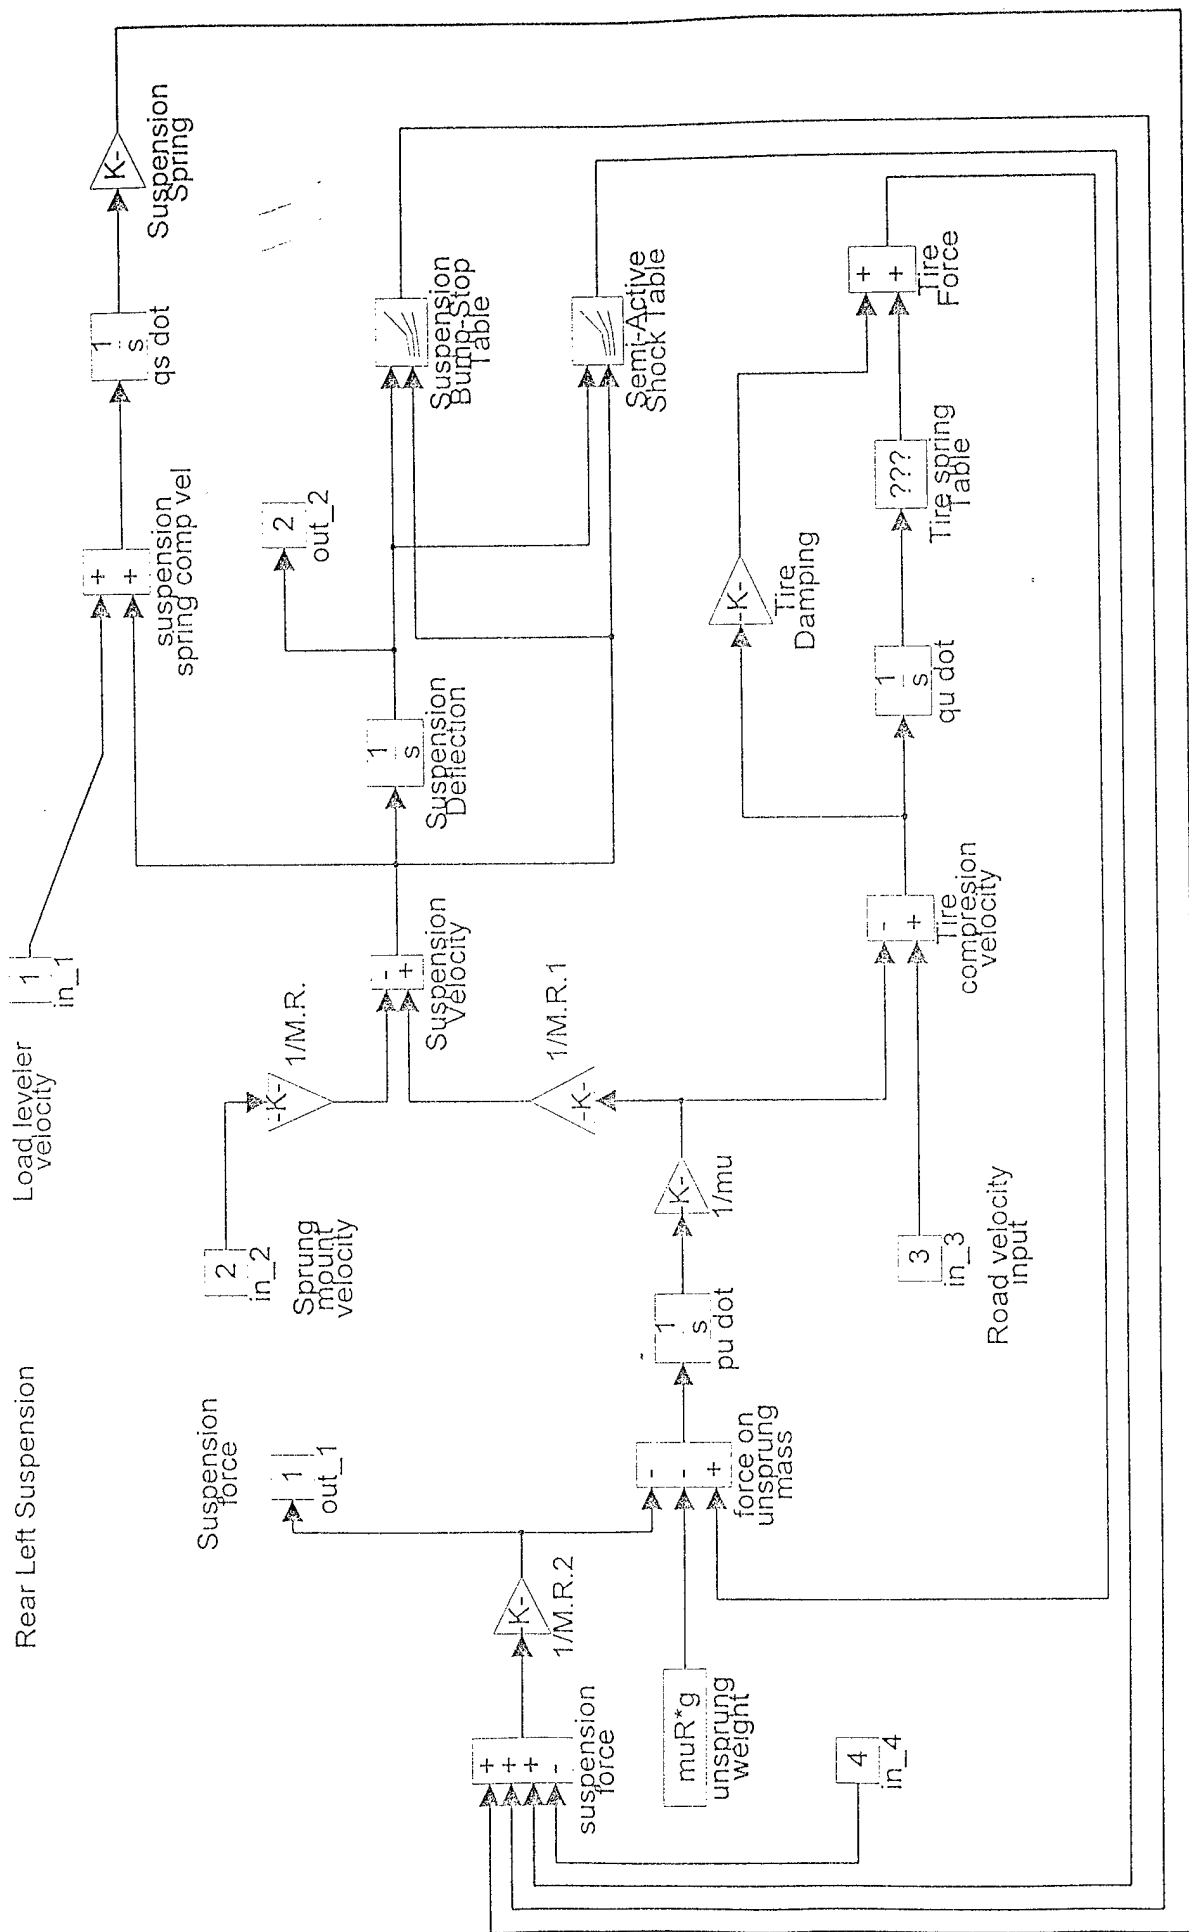 Rear Left Suspension
Load leveler
velocity
1
in_1
+
+
suspension
spring comp vel
1
s
qs dot
K-
Suspension
Spring
2
in_2
Sprung
mount
velocity
-K-
1/M.R.
-
+
Suspension
Velocity
1
s
Suspension
Deflection
2
out_2
Suspension
Bump-Stop
Table
Semi-Active
Shock Table
Suspension
force
1
out_1
+
+
+
-
suspension
force
K-
1/M.R.2
muR*g
unsprung
weight
4
in_4
-
-
+
force on
unsprung
mass
1
s
pu dot
K-
1/mu
-K-
1/M.R.1
3
in_3
Road velocity
input
-
+
Tire
compresion
velocity
-K-
Tire
Damping
1
s
qu dot
???
Tire spring
Table
+
+
Tire
Force